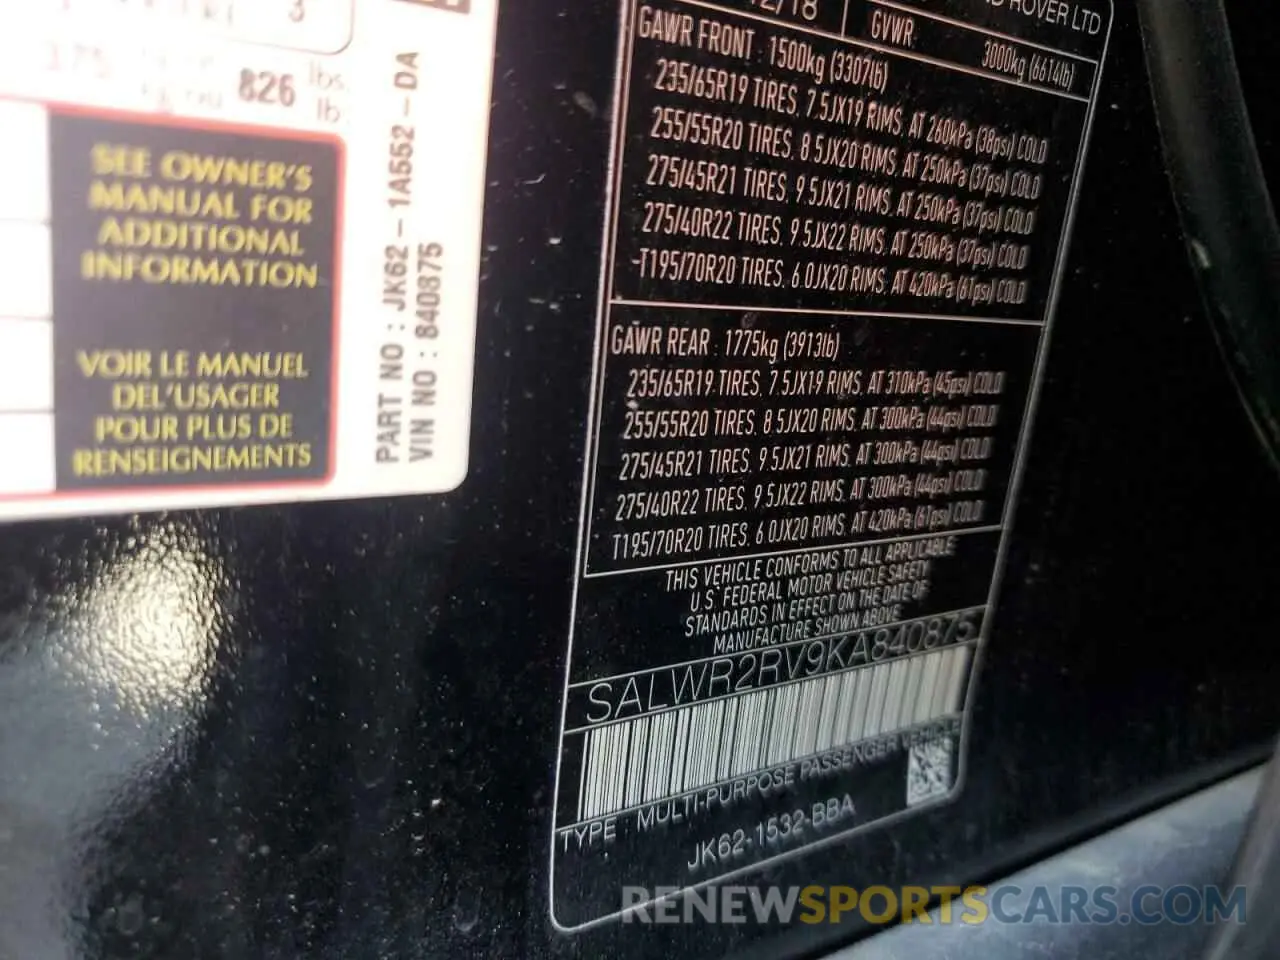 3
375
826 lbs.
lb.
SEE OWNER'S
MANUAL FOR
ADDITIONAL
INFORMATION
VOIR LE MANUEL
DEL'USAGER
POUR PLUS DE
RENSEIGNEMENTS
PART NO : JK62-1A552-DA
VIN NO : 840875
12/18
ROVER LTD
GVWR: 3000kg (6614lb)
GAWR FRONT : 1500kg (3307lb)
235/65R19 TIRES, 7.5JX19 RIMS, AT 260kPa (38psi) COLD
255/55R20 TIRES, 8.5JX20 RIMS, AT 250kPa (37psi) COLD
275/45R21 TIRES, 9.5JX21 RIMS, AT 250kPa (37psi) COLD
275/40R22 TIRES, 9.5JX22 RIMS, AT 250kPa (37psi) COLD
T195/70R20 TIRES, 6.0JX20 RIMS, AT 420kPa (61psi) COLD
GAWR REAR : 1775kg (3913lb)
235/65R19 TIRES, 7.5JX19 RIMS, AT 310kPa (45psi) COLD
255/55R20 TIRES, 8.5JX20 RIMS, AT 300kPa (44psi) COLD
275/45R21 TIRES, 9.5JX21 RIMS, AT 300kPa (44psi) COLD
275/40R22 TIRES, 9.5JX22 RIMS, AT 300kPa (44psi) COLD
T195/70R20 TIRES, 6.0JX20 RIMS, AT 420kPa (61psi) COLD
THIS VEHICLE CONFORMS TO ALL APPLICABLE
U.S. FEDERAL MOTOR VEHICLE SAFETY
STANDARDS IN EFFECT ON THE DATE OF
MANUFACTURE SHOWN ABOVE
SALWR2RV9KA840875
TYPE : MULTI-PURPOSE PASSENGER VEHICLE
JK62-1532-BBA
RENEWSPORTSCARS.COM